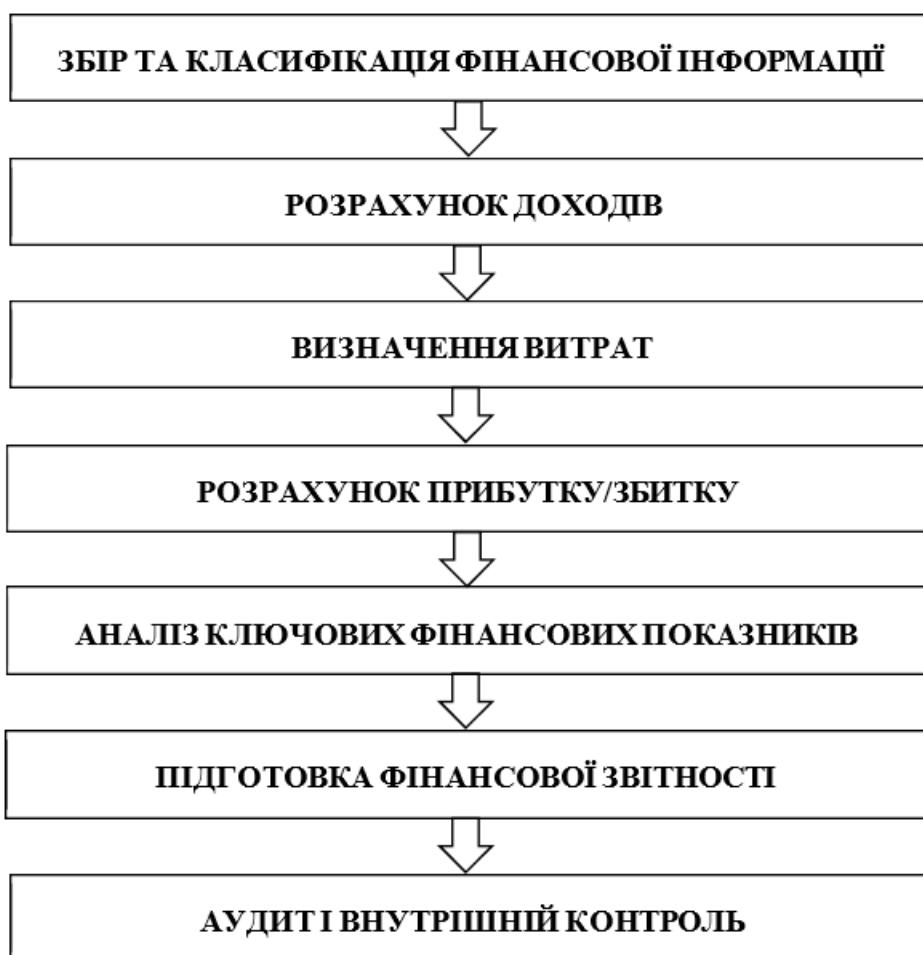 ЗБІР ТА КЛАСИФІКАЦІЯ ФІНАНСОВОЇ ІНФОРМАЦІЇ
РОЗРАХУНОК ДОХОДІВ
ВИЗНАЧЕННЯ ВИТРАТ
РОЗРАХУНОК ПРИБУТКУ/ЗБИТКУ
АНАЛІЗ КЛЮЧОВИХ ФІНАНСОВИХ ПОКАЗНИКІВ
ПІДГОТОВКА ФІНАНСОВОЇ ЗВІТНОСТІ
АУДИТ І ВНУТРІШНІЙ КОНТРОЛЬ